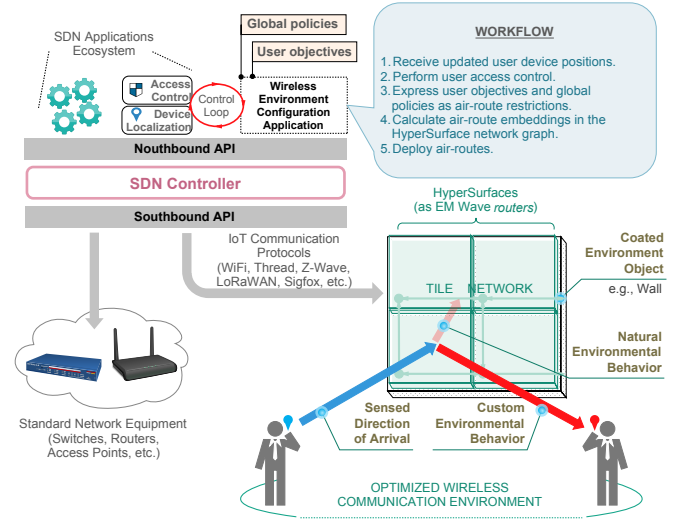 SDN Applications
Ecosystem
Global policies
User objectives
Access
Control
Device
Localization
Control
Loop
Wireless
Environment
Configuration
Application
WORKFLOW
1. Receive updated user device positions.
2. Perform user access control.
3. Express user objectives and global
policies as air-route restrictions.
4. Calculate air-route embeddings in the
HyperSurface network graph.
5. Deploy air-routes.
Nouthbound API
SDN Controller
Southbound API
IoT Communication
Protocols
(WiFi, Thread, Z-Wave,
LoRaWAN, Sigfox, etc.)
HyperSurfaces
(as EM Wave routers)
TILE NETWORK
Coated
Environment
Object
e.g., Wall
Natural
Environmental
Behavior
Standard Network Equipment
(Switches, Routers,
Access Points, etc.)
Sensed
Direction
of Arrival
Custom
Environmental
Behavior
OPTIMIZED WIRELESS
COMMUNICATION ENVIRONMENT